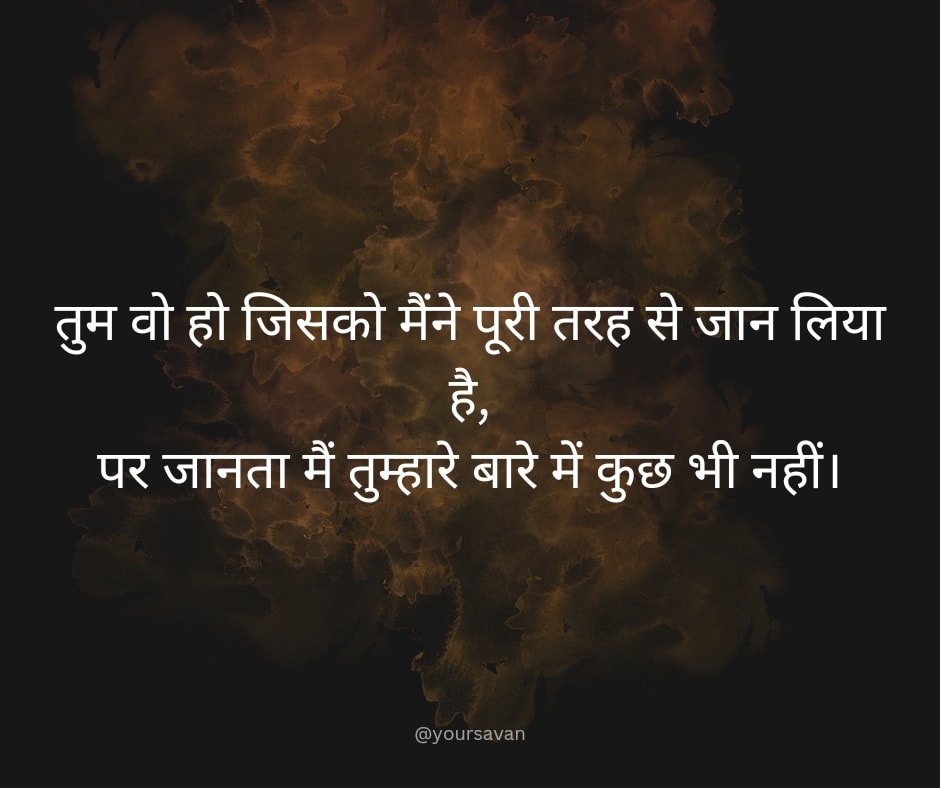 तुम वो हो जिसको मैंने पूरी तरह से जान लिया
है,
पर जानता मैं तुम्हारे बारे में कुछ भी नहीं।
@yoursavan